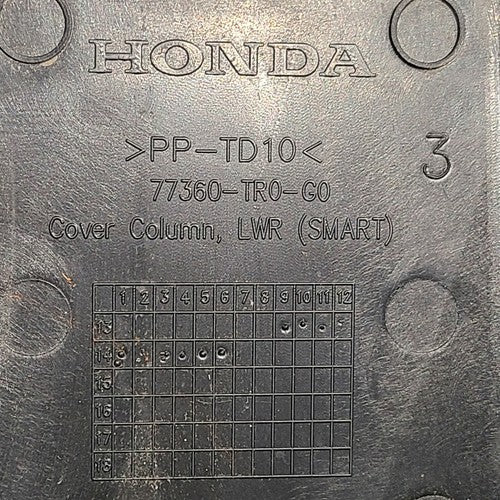 HONDA
>PP-TD10<
3
77360-TR0-G0
Cover Column, LWR (SMART)
1 2 3 4 5 6 7 8 9 10 11 12
13
14
15
16
17
18